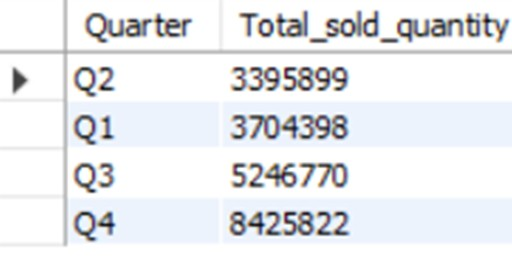 Quarter Total_sold_quantity
Q2 3395899
Q1 3704398
Q3 5246770
Q4 8425822